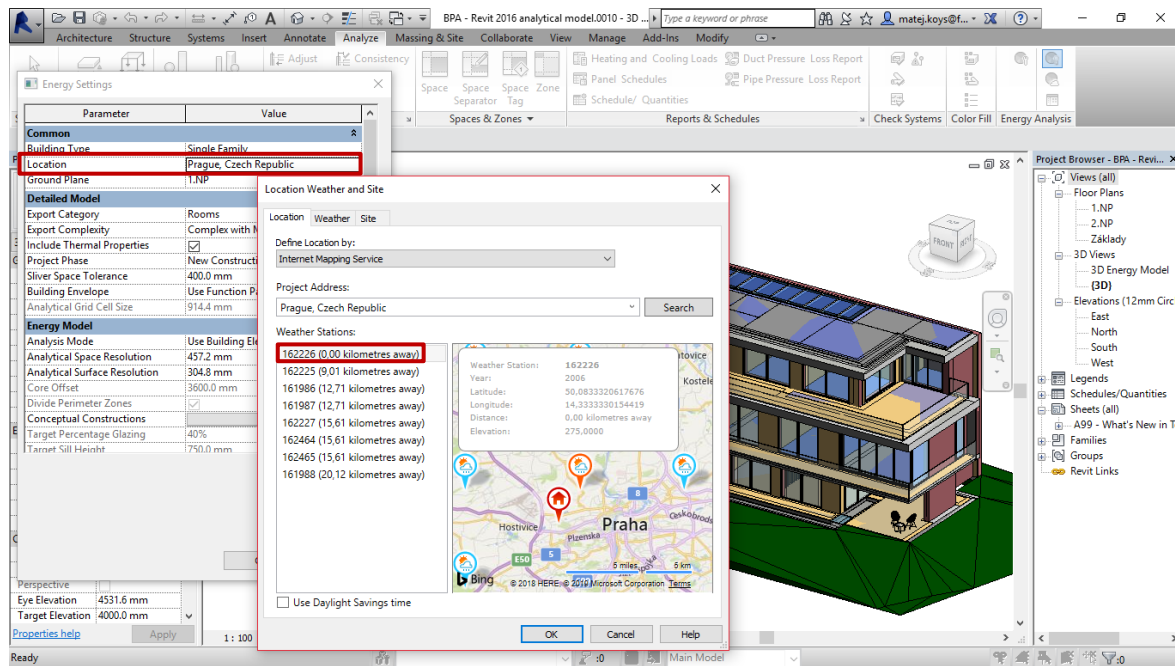 BPA - Revit 2016 analytical model.0010 - 3D ...
Type a keyword or phrase
matej.koys@f...
Architecture Structure Systems Insert Annotate Analyze Massing & Site Collaborate View Manage Add-Ins Modify
Adjust Consistency
Space Space Separator Space Tag Zone
Heating and Cooling Loads Duct Pressure Loss Report
Panel Schedules Pipe Pressure Loss Report
Schedule/ Quantities
Spaces & Zones Reports & Schedules Check Systems Color Fill Energy Analysis
Energy Settings
Parameter Value
Common
Building Type Single Family
Location Prague, Czech Republic
Ground Plane 1.NP
Detailed Model
Export Category Rooms
Export Complexity Complex with
Include Thermal Properties
Project Phase New Constructi
Sliver Space Tolerance 400.0 mm
Building Envelope Use Function P
Analytical Grid Cell Size 914.4 mm
Energy Model
Analysis Mode Use Building Ele
Analytical Space Resolution 457.2 mm
Analytical Surface Resolution 304.8 mm
Core Offset 3600.0 mm
Divide Perimeter Zones
Conceptual Constructions
Target Percentage Glazing 40%
Target Sill Height 750.0 mm
Perspective
Eye Elevation 4531.6 mm
Target Elevation 4000.0 mm
Properties help Apply
1 : 100
Ready
:0 Main Model
:0
Location Weather and Site
Location Weather Site
Define Location by:
Internet Mapping Service
Project Address:
Prague, Czech Republic Search
Weather Stations:
162226 (0,00 kilometres away)
162225 (9,01 kilometres away)
161986 (12,71 kilometres away)
161987 (12,71 kilometres away)
162227 (15,61 kilometres away)
162464 (15,61 kilometres away)
162465 (15,61 kilometres away)
161988 (20,12 kilometres away)
Weather Station: 162226
Year: 2006
Latitude: 50,0833320617676
Longitude: 14,3333330154419
Distance: 0,00 kilometres away
Elevation: 275,0000
Kostele
8
Hostivice
Praha
Plzenska
Českobrods
E50 5
5 miles 5 km
Bing © 2018 HERE, © 2019 Microsoft Corporation Terms
Use Daylight Savings time
OK Cancel Help
TOP
FRONT
Project Browser - BPA - Revi...
Views (all)
Floor Plans
1.NP
2.NP
Základy
3D Views
3D Energy Model
{3D}
Elevations (12mm Circ
East
North
South
West
Legends
Schedules/Quantities
Sheets (all)
A99 - What's New in T
Families
Groups
Revit Links